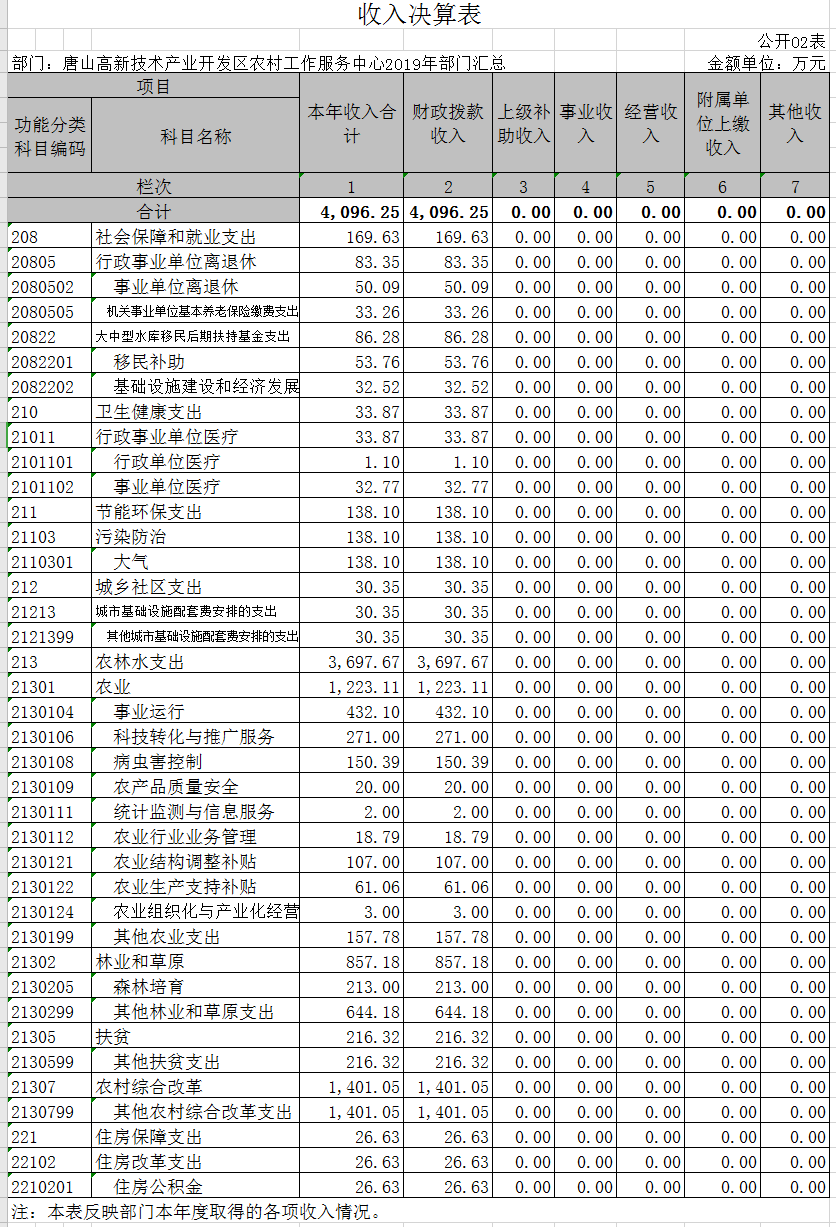 收入决算表
公开02表
部门：唐山高新技术产业开发区农村工作服务中心2019年部门汇总 金额单位：万元
项目 本年收入合计 财政拨款收入 上级补助收入 事业收入 经营收入 附属单位上缴收入 其他收入
功能分类科目编码 科目名称
栏次 1 2 3 4 5 6 7
合计 4,096.25 4,096.25 0.00 0.00 0.00 0.00 0.00
208 社会保障和就业支出 169.63 169.63 0.00 0.00 0.00 0.00 0.00
20805 行政事业单位离退休 83.35 83.35 0.00 0.00 0.00 0.00 0.00
2080502 事业单位离退休 50.09 50.09 0.00 0.00 0.00 0.00 0.00
2080505 机关事业单位基本养老保险缴费支出 33.26 33.26 0.00 0.00 0.00 0.00 0.00
20822 大中型水库移民后期扶持基金支出 86.28 86.28 0.00 0.00 0.00 0.00 0.00
2082201 移民补助 53.76 53.76 0.00 0.00 0.00 0.00 0.00
2082202 基础设施建设和经济发展 32.52 32.52 0.00 0.00 0.00 0.00 0.00
210 卫生健康支出 33.87 33.87 0.00 0.00 0.00 0.00 0.00
21011 行政事业单位医疗 33.87 33.87 0.00 0.00 0.00 0.00 0.00
2101101 行政单位医疗 1.10 1.10 0.00 0.00 0.00 0.00 0.00
2101102 事业单位医疗 32.77 32.77 0.00 0.00 0.00 0.00 0.00
211 节能环保支出 138.10 138.10 0.00 0.00 0.00 0.00 0.00
21103 污染防治 138.10 138.10 0.00 0.00 0.00 0.00 0.00
2110301 大气 138.10 138.10 0.00 0.00 0.00 0.00 0.00
212 城乡社区支出 30.35 30.35 0.00 0.00 0.00 0.00 0.00
21213 城市基础设施配套费安排的支出 30.35 30.35 0.00 0.00 0.00 0.00 0.00
2121399 其他城市基础设施配套费安排的支出 30.35 30.35 0.00 0.00 0.00 0.00 0.00
213 农林水支出 3,697.67 3,697.67 0.00 0.00 0.00 0.00 0.00
21301 农业 1,223.11 1,223.11 0.00 0.00 0.00 0.00 0.00
2130104 事业运行 432.10 432.10 0.00 0.00 0.00 0.00 0.00
2130106 科技转化与推广服务 271.00 271.00 0.00 0.00 0.00 0.00 0.00
2130108 病虫害控制 150.39 150.39 0.00 0.00 0.00 0.00 0.00
2130109 农产品质量安全 20.00 20.00 0.00 0.00 0.00 0.00 0.00
2130111 统计监测与信息服务 2.00 2.00 0.00 0.00 0.00 0.00 0.00
2130112 农业行业业务管理 18.79 18.79 0.00 0.00 0.00 0.00 0.00
2130121 农业结构调整补贴 107.00 107.00 0.00 0.00 0.00 0.00 0.00
2130122 农业生产支持补贴 61.06 61.06 0.00 0.00 0.00 0.00 0.00
2130124 农业组织化与产业化经营 3.00 3.00 0.00 0.00 0.00 0.00 0.00
2130199 其他农业支出 157.78 157.78 0.00 0.00 0.00 0.00 0.00
21302 林业和草原 857.18 857.18 0.00 0.00 0.00 0.00 0.00
2130205 森林培育 213.00 213.00 0.00 0.00 0.00 0.00 0.00
2130299 其他林业和草原支出 644.18 644.18 0.00 0.00 0.00 0.00 0.00
21305 扶贫 216.32 216.32 0.00 0.00 0.00 0.00 0.00
2130599 其他扶贫支出 216.32 216.32 0.00 0.00 0.00 0.00 0.00
21307 农村综合改革 1,401.05 1,401.05 0.00 0.00 0.00 0.00 0.00
2130799 其他农村综合改革支出 1,401.05 1,401.05 0.00 0.00 0.00 0.00 0.00
221 住房保障支出 26.63 26.63 0.00 0.00 0.00 0.00 0.00
22102 住房改革支出 26.63 26.63 0.00 0.00 0.00 0.00 0.00
2210201 住房公积金 26.63 26.63 0.00 0.00 0.00 0.00 0.00
注：本表反映部门本年度取得的各项收入情况。